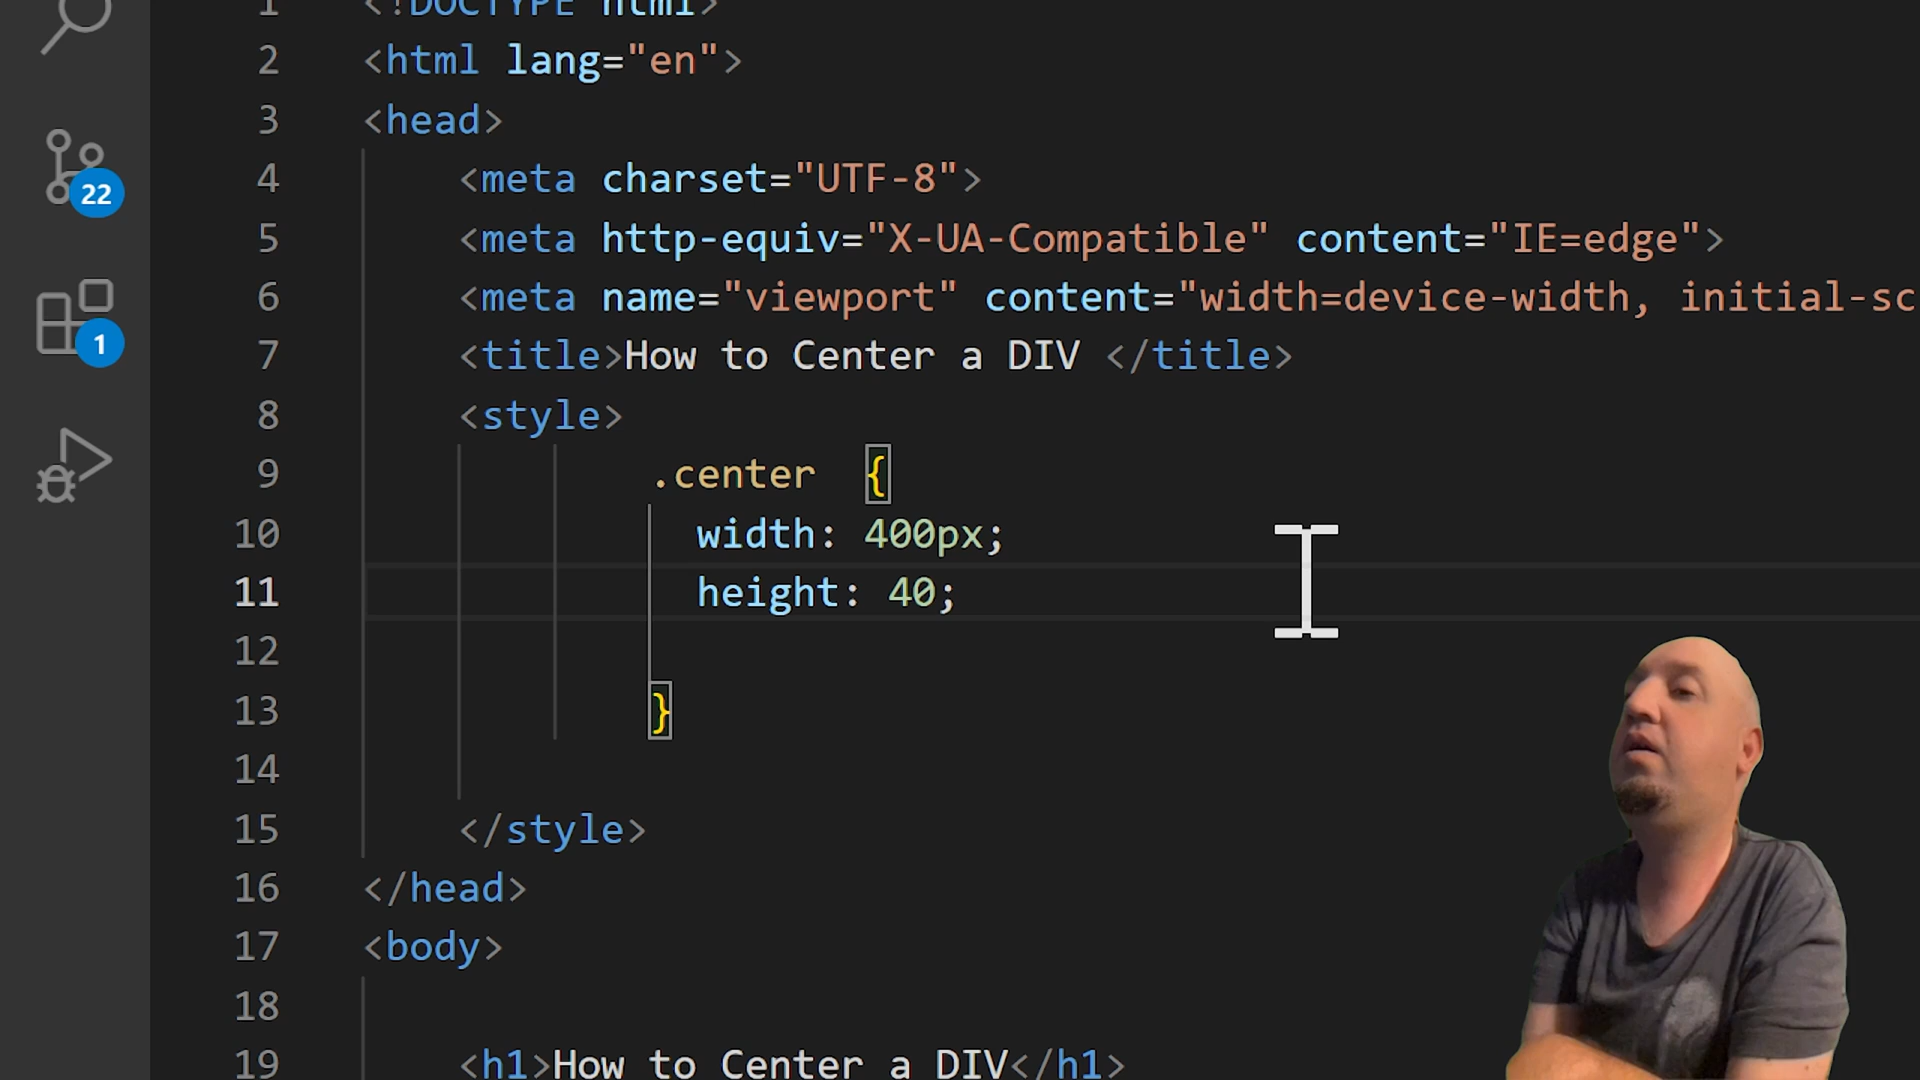 1 <!DOCTYPE html>
2 <html lang="en">
3 <head>
4 <meta charset="UTF-8">
5 <meta http-equiv="X-UA-Compatible" content="IE=edge">
6 <meta name="viewport" content="width=device-width, initial-sc
7 <title>How to Center a DIV </title>
8 <style>
9 .center {
10 width: 400px;
11 height: 40;
12
13 }
14
15 </style>
16 </head>
17 <body>
18
19 <h1>How to Center a DIV</h1>
22
1